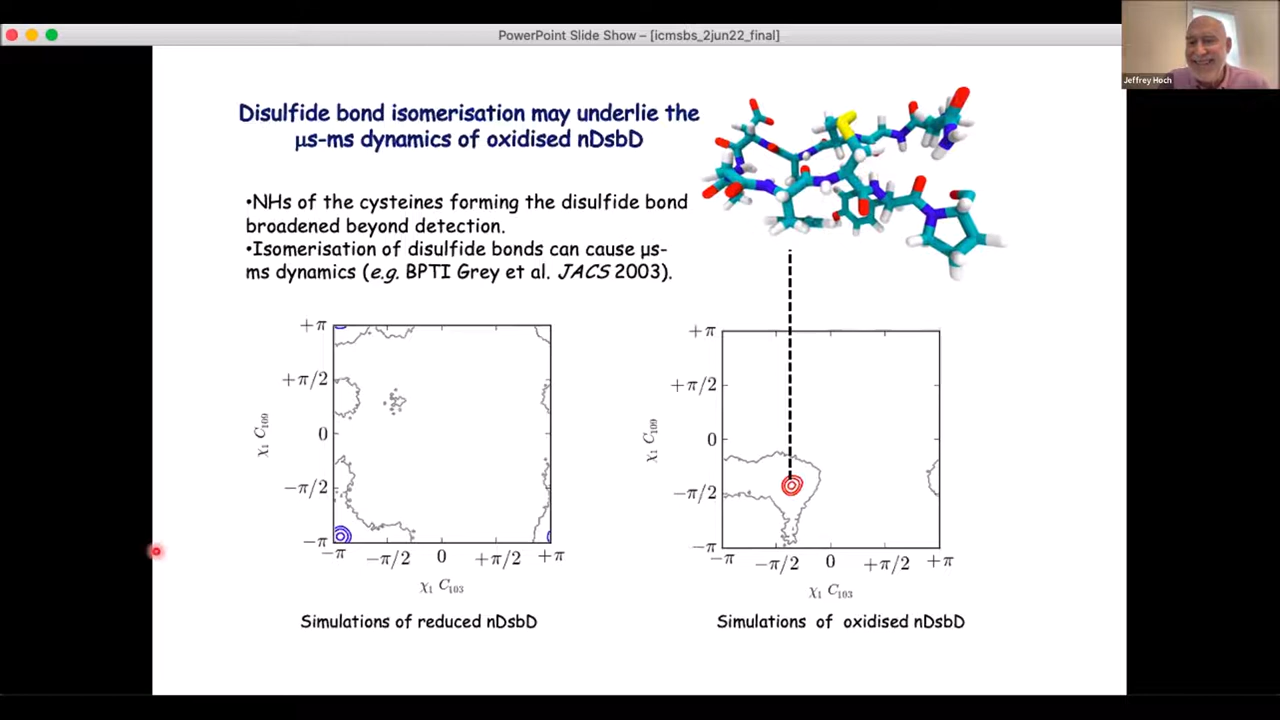 PowerPoint Slide Show – [icmsbs_2jun22_final]
Jeffrey Hoch
Disulfide bond isomerisation may underlie the
µs-ms dynamics of oxidised nDsbD
•NHs of the cysteines forming the disulfide bond
broadened beyond detection.
•Isomerisation of disulfide bonds can cause µs-
ms dynamics (e.g. BPTI Grey et al. JACS 2003).
+π
+π/2
0
−π/2
−π
χ₁ C₁₀₉
−π
−π/2
0
+π/2
+π
χ₁ C₁₀₃
Simulations of reduced nDsbD
+π
+π/2
0
−π/2
−π
χ₁ C₁₀₉
−π
−π/2
0
+π/2
+π
χ₁ C₁₀₃
Simulations of oxidised nDsbD